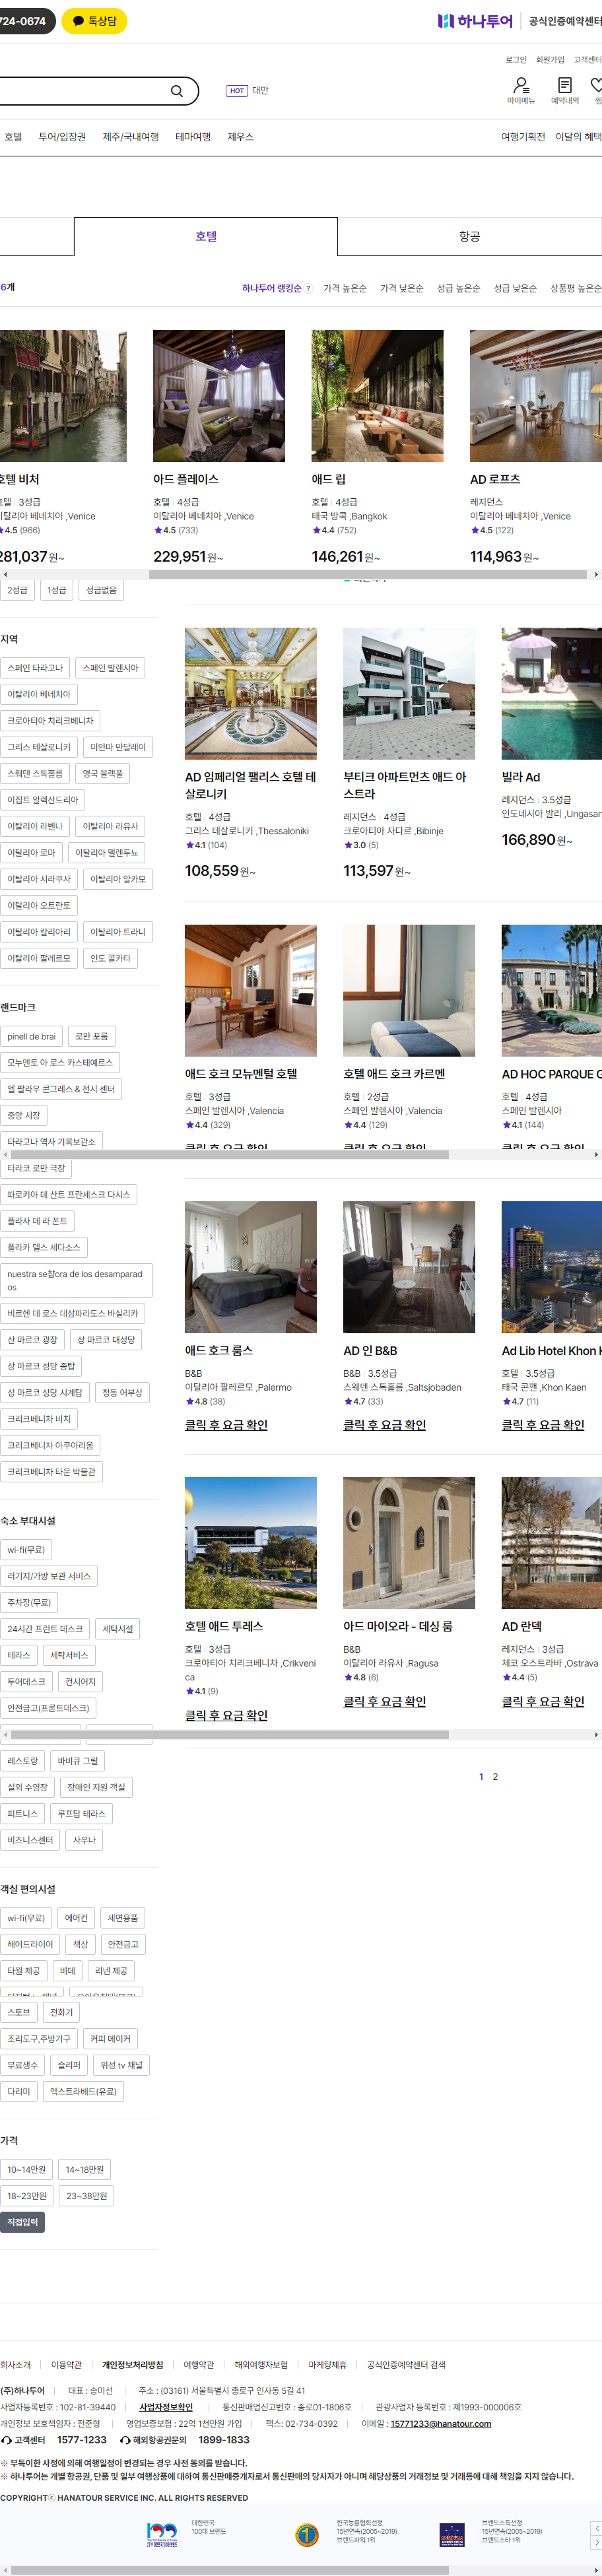 724-0674
톡상담
하나투어
공식인증예약센터
로그인 회원가입 고객센터
HOT 대만
마이메뉴 예약내역 찜
호텔 투어/입장권 제주/국내여행 테마여행 제우스
여행기획전 이달의 혜택
호텔 항공
6개
하나투어 랭킹순 ? 가격 높은순 가격 낮은순 성급 높은순 성급 낮은순 상품평 높은순
호텔 비처
호텔 3성급
이탈리아 베네치아 ,Venice
4.5 (966)
281,037원~
아드 플레이스
호텔 4성급
이탈리아 베네치아 ,Venice
4.5 (733)
229,951원~
애드 립
호텔 4성급
태국 방콕 ,Bangkok
4.4 (752)
146,261원~
AD 로프츠
레지던스
이탈리아 베네치아 ,Venice
4.5 (122)
114,963원~
2성급 1성급 성급없음
지역
스페인 타라고나 스페인 발렌시아
이탈리아 베네치아
크로아티아 치리크베니차
그리스 테살로니키 미얀마 만달레이
스웨덴 스톡홀름 영국 블랙풀
이집트 알렉산드리아
이탈리아 라벤나 이탈리아 라유사
이탈리아 로마 이탈리아 멜렌두뇨
이탈리아 시라쿠사 이탈리아 알카모
이탈리아 오트란토
이탈리아 칼리아리 이탈리아 트라니
이탈리아 팔레르모 인도 콜카타
랜드마크
pinell de brai 로만 포룸
모누멘토 아 로스 카스테예르스
엘 팔라우 콘그레스 & 전시 센터
중앙 시장
타라고나 역사 기록보관소
타라코 로만 극장
파로키아 데 산트 프란세스크 다시스
플라사 데 라 폰트
플라카 델스 세다소스
nuestra se챰ora de los desamparad
os
비르헨 데 로스 데삼파라도스 바실리카
산 마르코 광장 상 마르코 대성당
상 마르코 성당 종탑
성 마르코 성당 시계탑 청동 어부상
크리크베니차 비치
크리크베니차 아쿠아리움
크리크베니차 타운 박물관
숙소 부대시설
wi-fi(무료)
러기지/가방 보관 서비스
주차장(무료)
24시간 프런트 데스크 세탁시설
테라스 세탁서비스
투어데스크 컨시어지
안전금고(프론트데스크)
레스토랑 바비큐 그릴
실외 수영장 장애인 지원 객실
피트니스 루프탑 테라스
비즈니스센터 사우나
객실 편의시설
wi-fi(무료) 에어컨 세면용품
헤어드라이어 책상 안전금고
타월 제공 비데 리넨 제공
스토브 전화기
조리도구,주방기구 커피 메이커
무료생수 슬리퍼 위성 tv 채널
다리미 엑스트라베드(유료)
가격
10~14만원 14~18만원
18~23만원 23~38만원
직접입력
AD 임페리얼 팰리스 호텔 테
살로니키
호텔 4성급
그리스 테살로니키 ,Thessaloniki
4.1 (104)
108,559원~
부티크 아파트먼츠 애드 아
스트라
레지던스 4성급
크로아티아 자다르 ,Bibinje
3.0 (5)
113,597원~
빌라 Ad
레지던스 3.5성급
인도네시아 발리 ,Ungasan
166,890원~
애드 호크 모뉴멘털 호텔
호텔 3성급
스페인 발렌시아 ,Valencia
4.4 (329)
클릭 후 요금 확인
호텔 애드 호크 카르멘
호텔 2성급
스페인 발렌시아 ,Valencia
4.4 (129)
클릭 후 요금 확인
AD HOC PARQUE G
호텔 4성급
스페인 발렌시아
4.1 (144)
클릭 후 요금 확인
애드 호크 룸스
B&B
이탈리아 팔레르모 ,Palermo
4.8 (38)
클릭 후 요금 확인
AD 인 B&B
B&B 3.5성급
스웨덴 스톡홀름 ,Saltsjobaden
4.7 (33)
클릭 후 요금 확인
Ad Lib Hotel Khon K
호텔 3.5성급
태국 콘깬 ,Khon Kaen
4.7 (11)
클릭 후 요금 확인
호텔 애드 투레스
호텔 3성급
크로아티아 치리크베니차 ,Crikveni
ca
4.1 (9)
클릭 후 요금 확인
아드 마이오라 - 데싱 룸
B&B
이탈리아 라유사 ,Ragusa
4.8 (6)
클릭 후 요금 확인
AD 란덱
레지던스 3성급
체코 오스트라바 ,Ostrava
4.4 (5)
클릭 후 요금 확인
1 2
회사소개 이용약관 개인정보처리방침 여행약관 해외여행자보험 마케팅제휴 공식인증예약센터 검색
(주)하나투어 대표 : 송미선 주소 : (03161) 서울특별시 종로구 인사동 5길 41
사업자등록번호 : 102-81-39440 사업자정보확인 통신판매업신고번호 : 종로01-1806호 관광사업자 등록번호 : 제1993-000006호
개인정보 보호책임자 : 전준형 영업보증보험 : 22억 1천만원 가입 팩스: 02-734-0392 이메일 : 15771233@hanatour.com
고객센터 1577-1233 해외항공권문의 1899-1833
※ 부득이한 사정에 의해 여행일정이 변경되는 경우 사전 동의를 받습니다.
※ 하나투어는 개별 항공권, 단품 및 일부 여행상품에 대하여 통신판매중개자로서 통신판매의 당사자가 아니며 해당상품의 거래정보 및 거래등에 대해 책임을 지지 않습니다.
COPYRIGHTⓒ HANATOUR SERVICE INC. ALL RIGHTS RESERVED
대한민국
100대 브랜드
한국능률협회선정
15년연속(2005~2019)
브랜드파워 1위
브랜드스톡선정
15년연속(2005~2019)
브랜드스타 1위